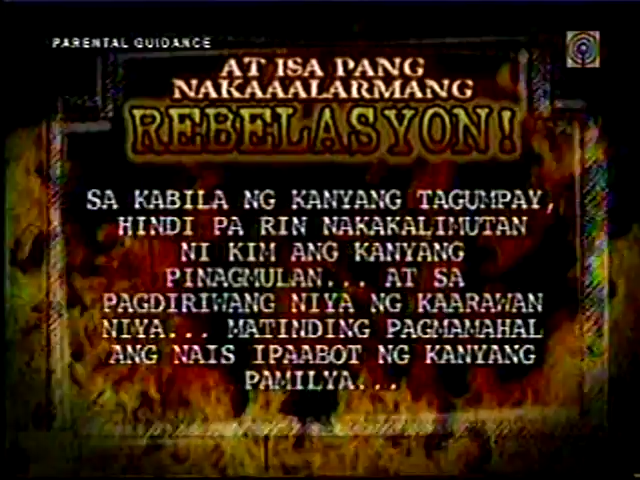 PARENTAL GUIDANCE
AT ISA PANG
NAKAAALARMANG
REBELASYON!
SA KABILA NG KANYANG TAGUMPAY,
HINDI PA RIN NAKAKALIMUTAN
NI KIM ANG KANYANG
PINAGMULAN... AT SA
PAGDIRIWANG NIYA NG KAARAWAN
NIYA... MATINDING PAGMAMAHAL
ANG NAIS IPAABOT NG KANYANG
PAMILYA...